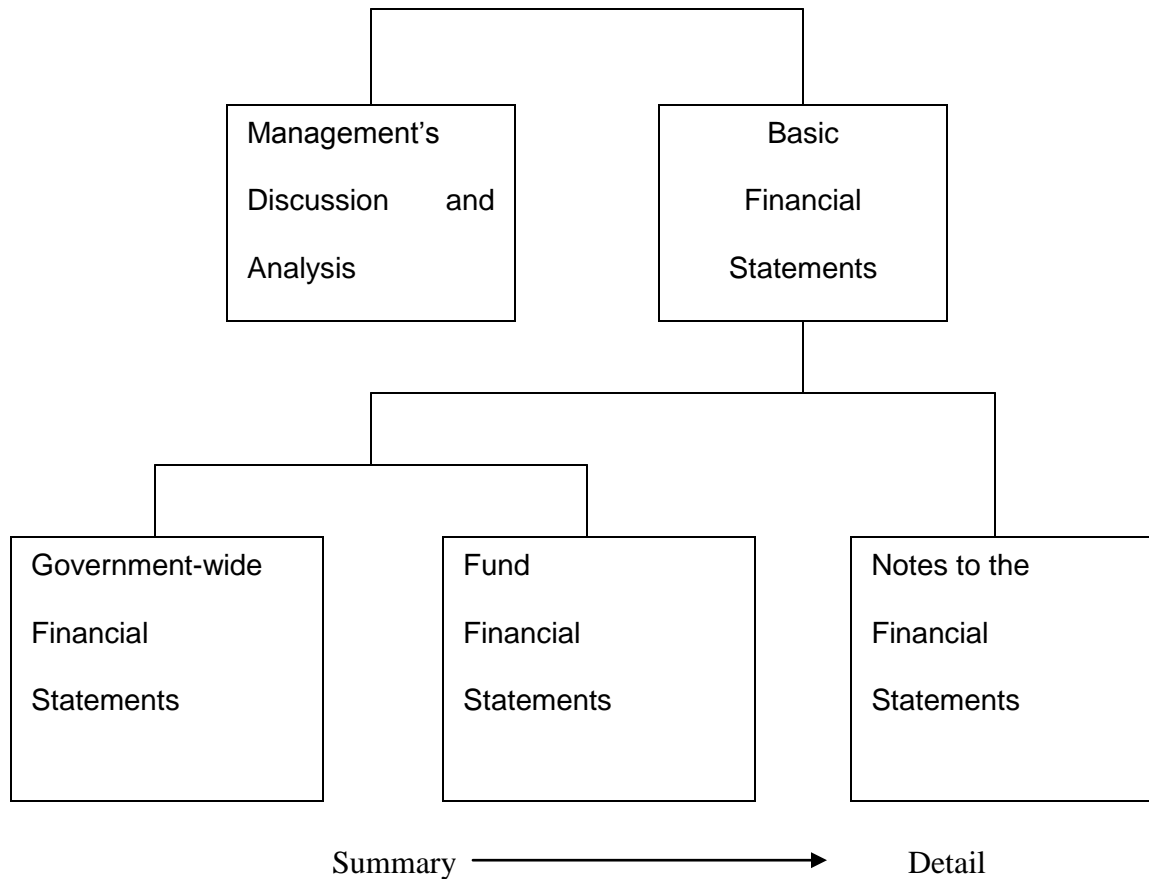 Management’s
Discussion and
Analysis
Basic
Financial
Statements
Government-wide
Financial
Statements
Fund
Financial
Statements
Notes to the
Financial
Statements
Summary
Detail